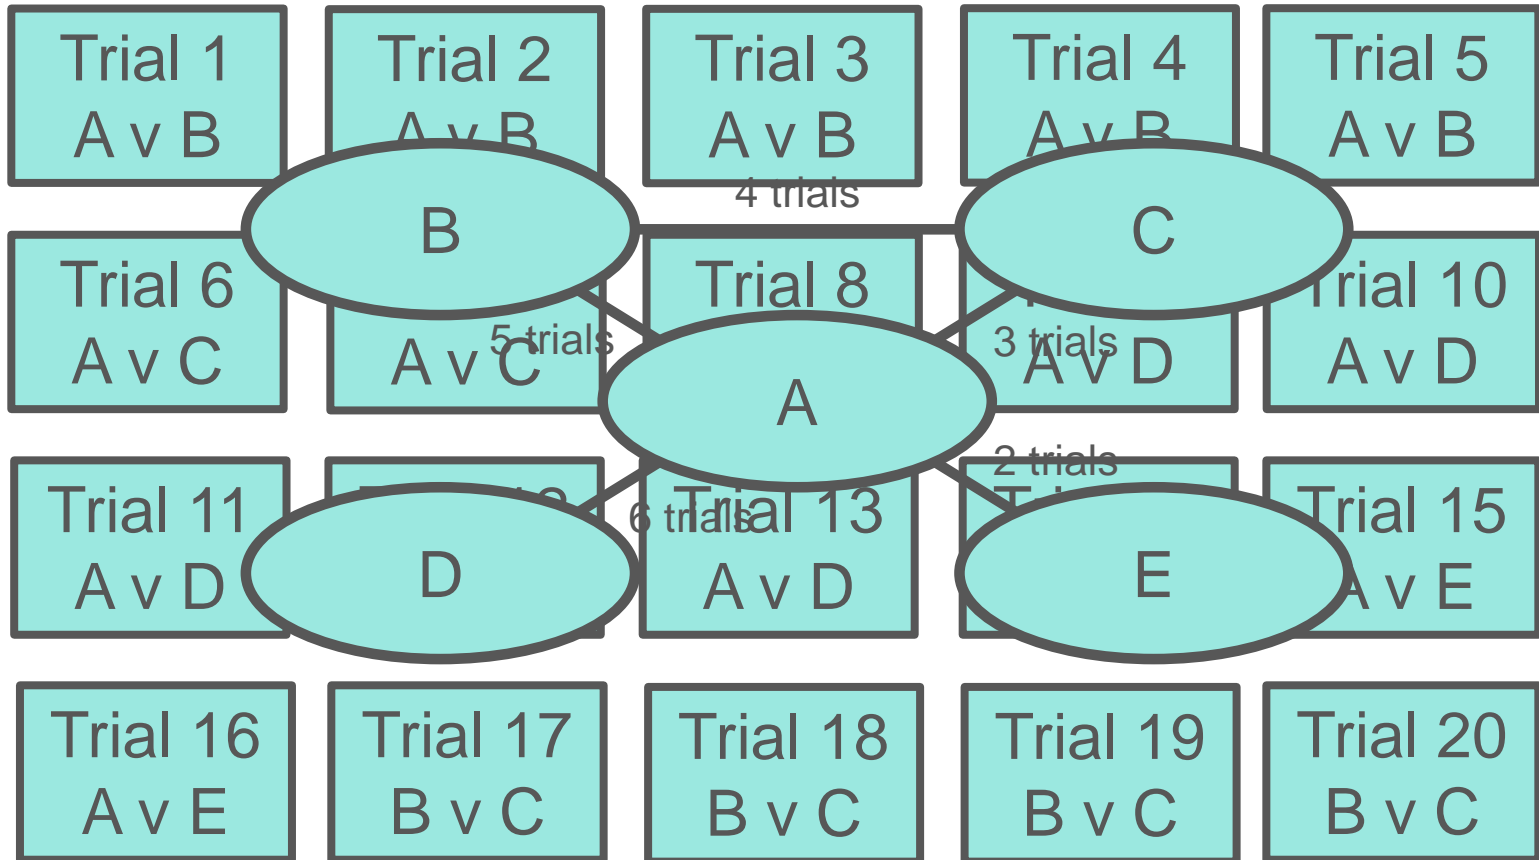 Trial 1
A v B
Trial 2
A v B
Trial 3
A v B
Trial 4
A v B
Trial 5
A v B
4 trials
B
C
Trial 6
A v C
A v C
Trial 8
A v D
Trial 10
A v D
5 trials
3 trials
A
2 trials
6 trials
Trial 11
A v D
Trial 13
A v D
Trial 15
A v E
D
E
Trial 16
A v E
Trial 17
B v C
Trial 18
B v C
Trial 19
B v C
Trial 20
B v C